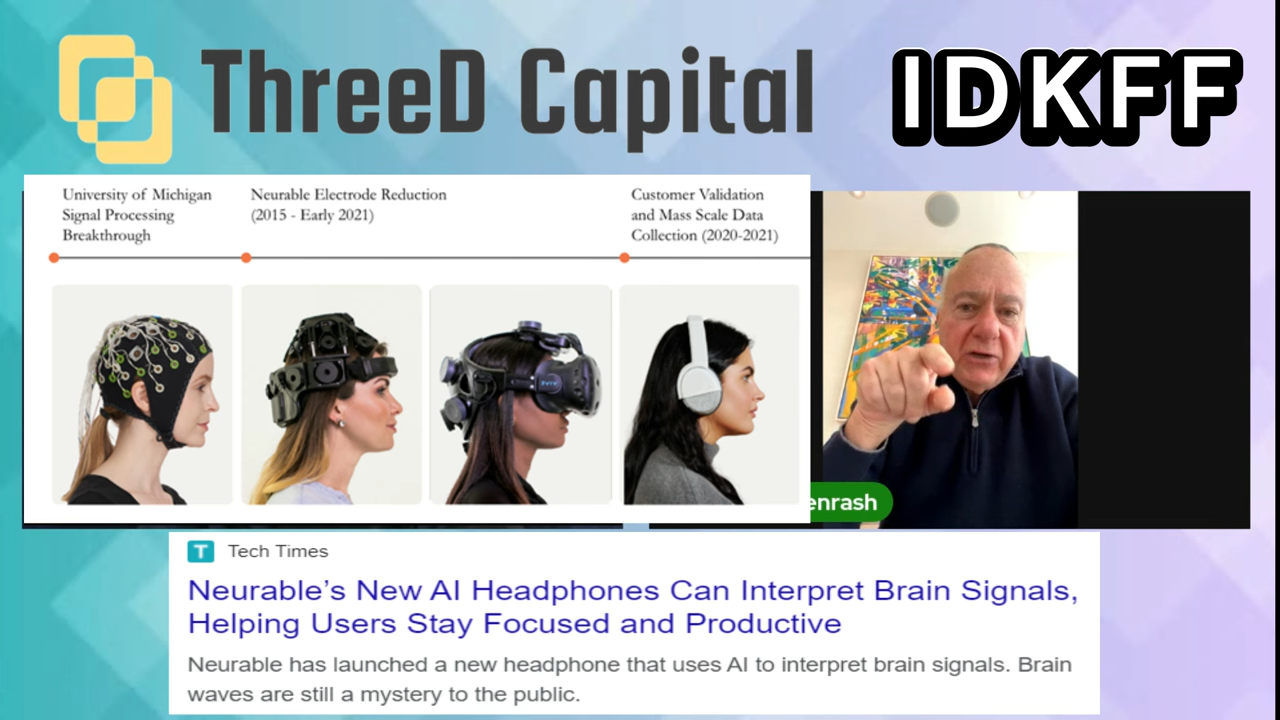 ThreeD Capital
IDKFF
University of Michigan
Signal Processing
Breakthrough
Neurable Electrode Reduction
(2015 - Early 2021)
Customer Validation
and Mass Scale Data
Collection (2020-2021)
VIVE
enrash
T Tech Times
Neurable’s New AI Headphones Can Interpret Brain Signals,
Helping Users Stay Focused and Productive
Neurable has launched a new headphone that uses AI to interpret brain signals. Brain
waves are still a mystery to the public.